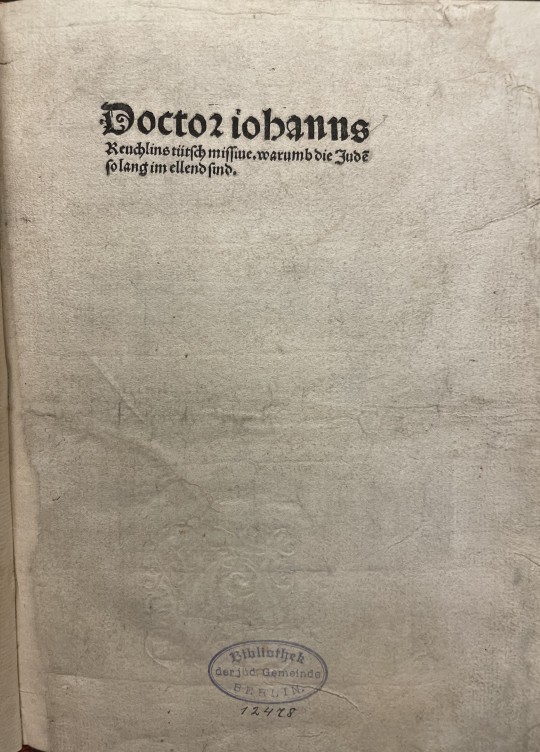 Doctor iohanns
Reuchlins tütsch missiue. warumb die Judē
so lang im ellend sind.
Bibliothek
der jüd. Gemeinde
BERLIN.
12478